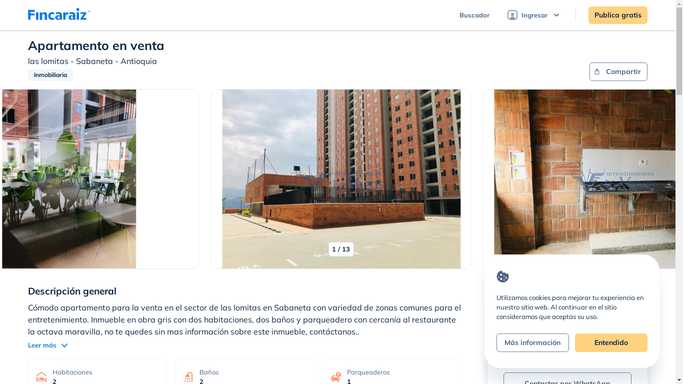 Fincaraiz
Buscador
Ingresar
Publica gratis
Apartamento en venta
las lomitas - Sabaneta - Antioquia
Inmobiliaria
Compartir
1 / 13
Descripción general
Cómodo apartamento para la venta en el sector de las lomitas en Sabaneta con variedad de zonas comunes para el
entretenimiento. Inmueble en obra gris con dos habitaciones, dos baños y parqueadero con cercanía al restaurante
la octava maravilla, no te quedes sin mas información sobre este inmueble, contáctanos..
Leer más
Habitaciones
2
Baños
2
Parqueaderos
1
Utilizamos cookies para mejorar tu experiencia en
nuestro sitio web. Al continuar en el sitio
consideramos que aceptas su uso.
Más información
Entendido
Contactar por WhatsApp